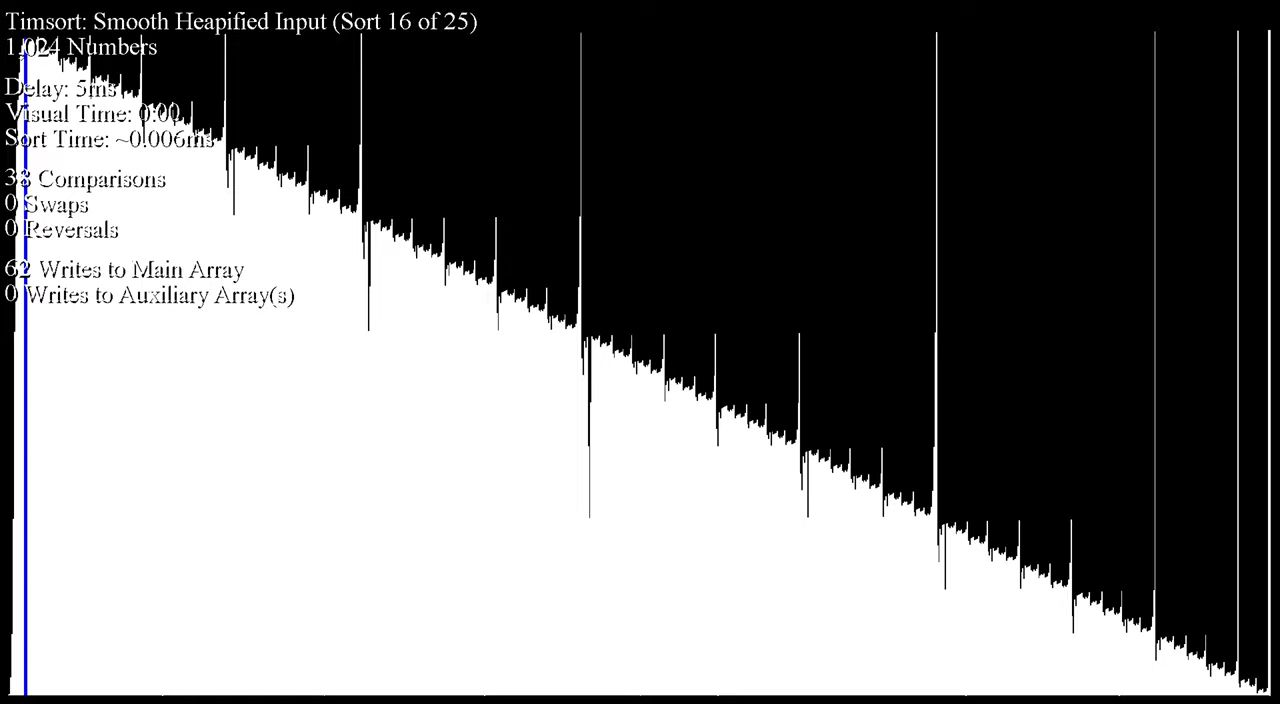 Timsort: Smooth Heapified Input (Sort 16 of 25)
1,024 Numbers
Delay: 5ms
Visual Time: 0:00
Sort Time: ~0.006ms
38 Comparisons
0 Swaps
0 Reversals
62 Writes to Main Array
0 Writes to Auxiliary Array(s)